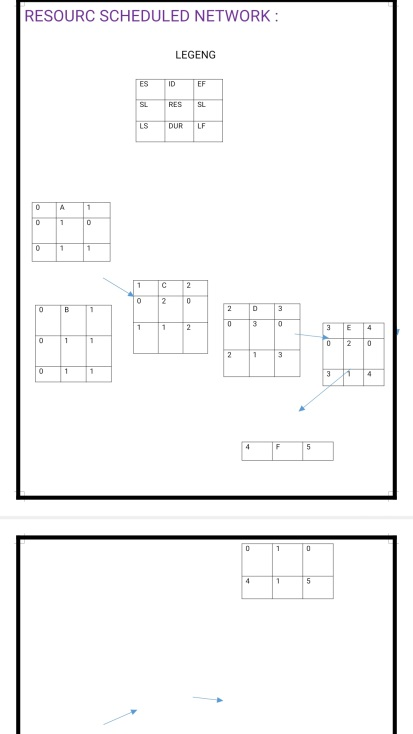 RESOURC SCHEDULED NETWORK :
LEGENG
ES ID EF
SL RES SL
LS DUR LF
0 A 1
0 1 0
0 1 1
1 C 2
0 2 0
1 1 2
0 B 1
0 1 1
0 1 1
2 D 3
0 3 0
2 1 3
3 E 4
0 2 0
3 1 4
4 F 5
0 1 0
4 1 5